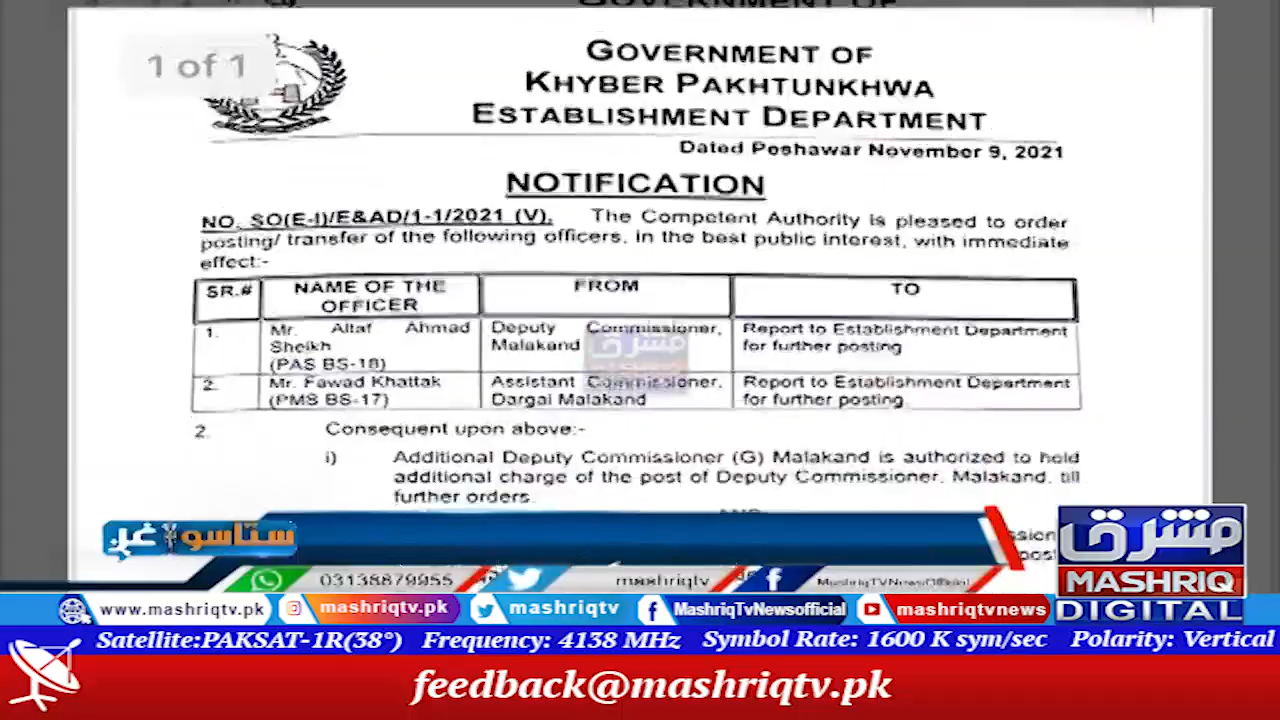 GOVERNMENT OF
1 of 1
GOVERNMENT OF
KHYBER PAKHTUNKHWA
ESTABLISHMENT DEPARTMENT
Dated Peshawar November 9, 2021
NOTIFICATION
NO. SO(E-I)/E&AD/1-1/2021 (V). The Competent Authority is pleased to order
posting/ transfer of the following officers, in the best public interest, with immediate
effect:-
SR.# NAME OF THE OFFICER FROM TO
1. Mr. Altaf Ahmad Deputy Commissioner, Report to Establishment Department
Sheikh Malakand for further posting
(PAS BS-18)
2. Mr. Fawad Khattak Assistant Commissioner, Report to Establishment Department
(PMS BS-17) Dargai Malakand for further posting
2. Consequent upon above:-
i) Additional Deputy Commissioner (G) Malakand is authorized to hold
additional charge of the post of Deputy Commissioner, Malakand, till
further orders.
AND
مشرق
ستاسو غږ
03138879955 mashriqtv MashriqTVNewsOfficial
مشرق
MASHRIQ
DIGITAL
www.mashriqtv.pk mashriqtv.pk mashriqtv MashriqTvNewsofficial mashriqtvnews
Satellite:PAKSAT-1R(38°) Frequency: 4138 MHz Symbol Rate: 1600 K sym/sec Polarity: Vertical
feedback@mashriqtv.pk